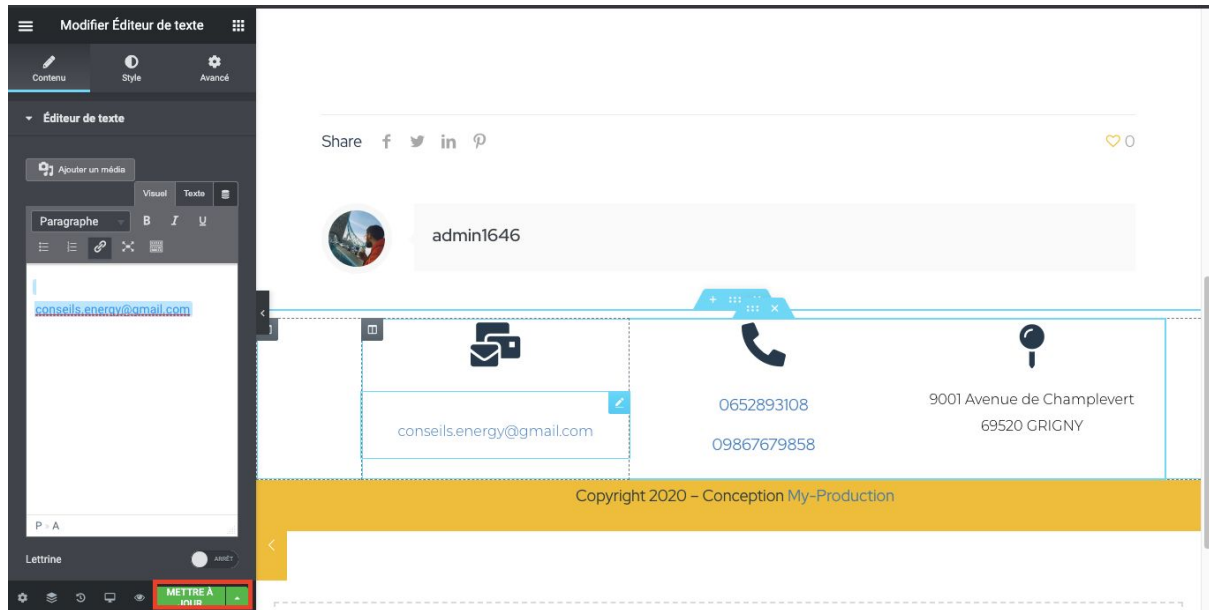 Modifier Éditeur de texte
Contenu
Style
Avancé
Éditeur de texte
Ajouter un média
Visuel
Texte
Paragraphe
B I U
conseils.energy@gmail.com
P » A
Lettrine
ARRÊT
METTRE À
JOUR
Share
0
admin1646
conseils.energy@gmail.com
0652893108
09867679858
9001 Avenue de Champlevert
69520 GRIGNY
Copyright 2020 – Conception My-Production